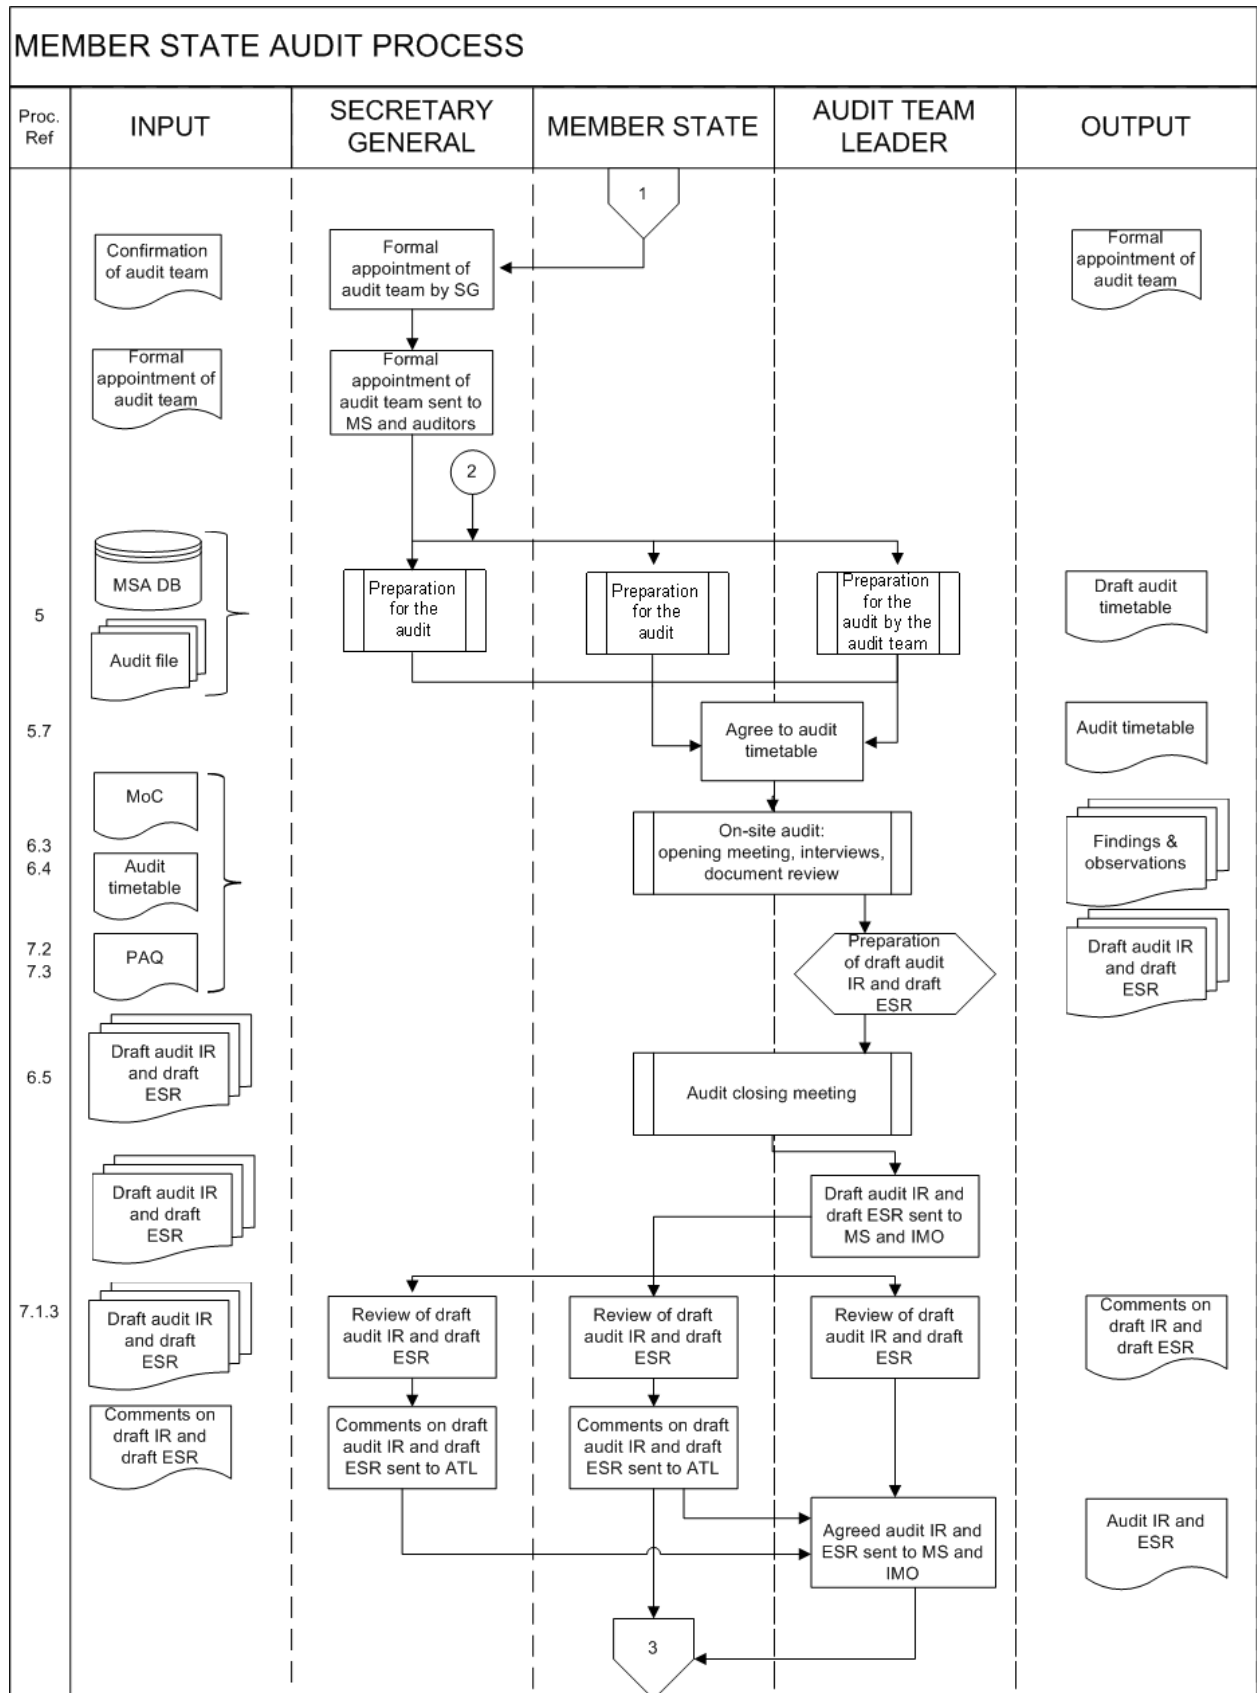 MEMBER STATE AUDIT PROCESS
Proc.
Ref
INPUT
SECRETARY
GENERAL
MEMBER STATE
AUDIT TEAM
LEADER
OUTPUT
1
Confirmation
of audit team
Formal
appointment of
audit team by SG
Formal
appointment of
audit team
Formal
appointment of
audit team
Formal
appointment of
audit team sent to
MS and auditors
2
5
MSA DB
Audit file
Preparation
for the
audit
Preparation
for the
audit
Preparation
for the
audit by the
audit team
Draft audit
timetable
5.7
Agree to audit
timetable
Audit timetable
MoC
6.3
6.4
Audit
timetable
On-site audit:
opening meeting, interviews,
document review
Findings &
observations
7.2
7.3
PAQ
Preparation
of draft audit
IR and draft
ESR
Draft audit IR
and draft
ESR
6.5
Draft audit IR
and draft
ESR
Audit closing meeting
Draft audit IR
and draft
ESR
Draft audit IR and
draft ESR sent to
MS and IMO
7.1.3
Draft audit IR
and draft
ESR
Review of draft
audit IR and draft
ESR
Review of draft
audit IR and draft
ESR
Review of draft
audit IR and draft
ESR
Comments on
draft IR and
draft ESR
Comments on
draft IR and
draft ESR
Comments on draft
audit IR and draft
ESR sent to ATL
Comments on draft
audit IR and draft
ESR sent to ATL
Agreed audit IR and
ESR sent to MS and
IMO
Audit IR and
ESR
3